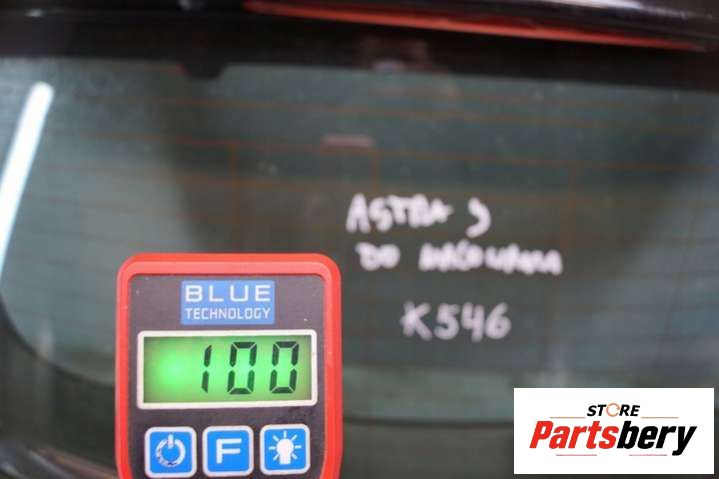 ASTRA J
DO
K546
BLUE
TECHNOLOGY
100
F
STORE
Partsbery